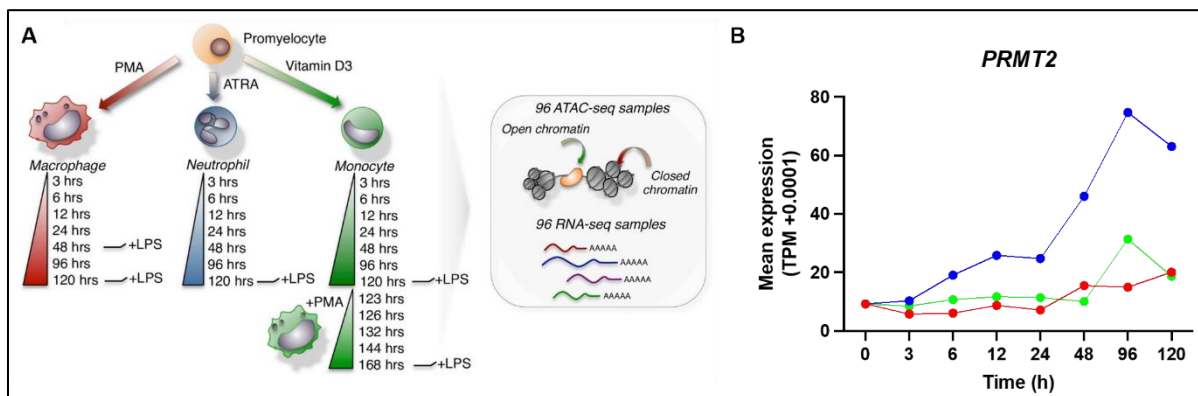 A
Promyelocyte
PMA
ATRA
Vitamin D3
Macrophage
3 hrs
6 hrs
12 hrs
24 hrs
48 hrs
+LPS
96 hrs
120 hrs
+LPS
Neutrophil
3 hrs
6 hrs
12 hrs
24 hrs
48 hrs
96 hrs
120 hrs
+LPS
Monocyte
3 hrs
6 hrs
12 hrs
24 hrs
48 hrs
96 hrs
120 hrs
+LPS
+PMA
123 hrs
126 hrs
132 hrs
144 hrs
168 hrs
+LPS
96 ATAC-seq samples
Open chromatin
Closed
chromatin
96 RNA-seq samples
AAAAA
AAAAA
AAAAA
AAAAA
B
PRMT2
Mean expression
(TPM +0.0001)
80
60
40
20
0
0 3 6 12 24 48 96 120
Time (h)